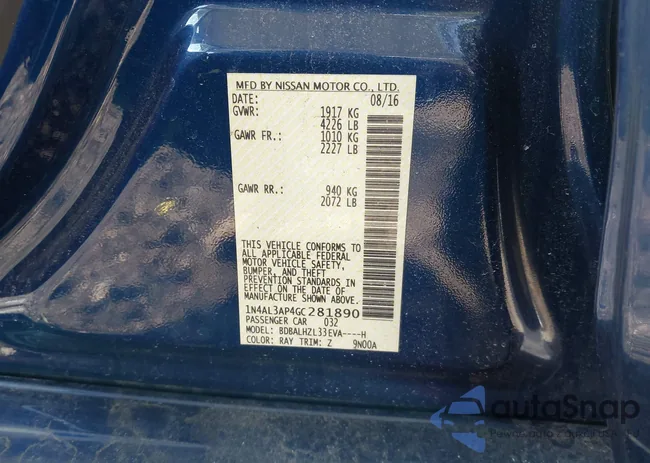 MFD BY NISSAN MOTOR CO., LTD.
DATE: 08/16
GVWR: 1917 KG
4226 LB
GAWR FR.: 1010 KG
2227 LB
GAWR RR.: 940 KG
2072 LB
THIS VEHICLE CONFORMS TO
ALL APPLICABLE FEDERAL
MOTOR VEHICLE SAFETY,
BUMPER, AND THEFT
PREVENTION STANDARDS IN
EFFECT ON THE DATE OF
MANUFACTURE SHOWN ABOVE.
1N4AL3AP4GC281890
PASSENGER CAR 032
MODEL: BDBALHZL33EVA----H
COLOR: RAY TRIM: Z 9N00A
autoSnap